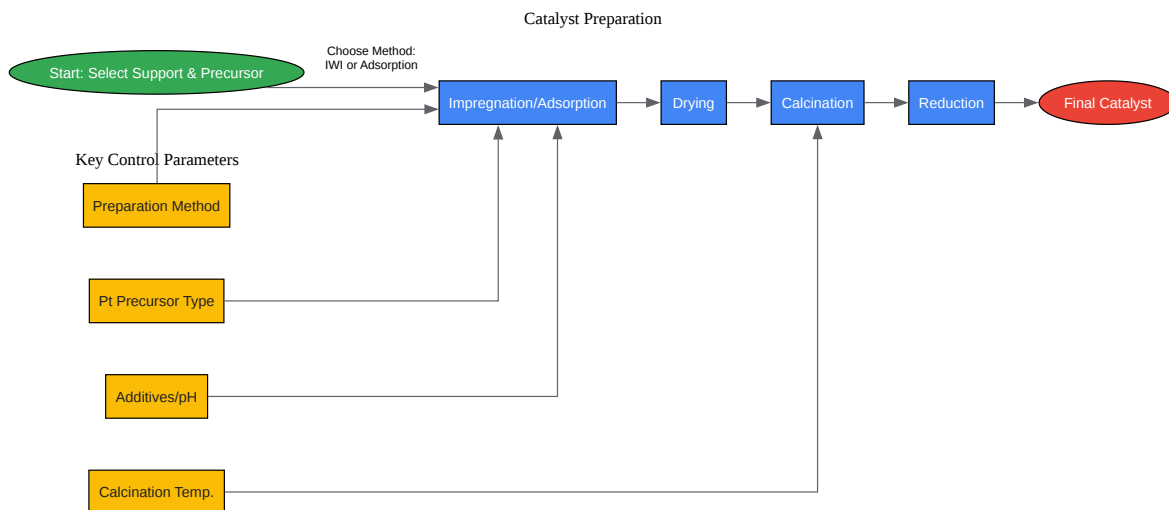 Catalyst Preparation
Choose Method:
IWI or Adsorption
Start: Select Support & Precursor
Impregnation/Adsorption
Drying
Calcination
Reduction
Final Catalyst
Key Control Parameters
Preparation Method
Pt Precursor Type
Additives/pH
Calcination Temp.